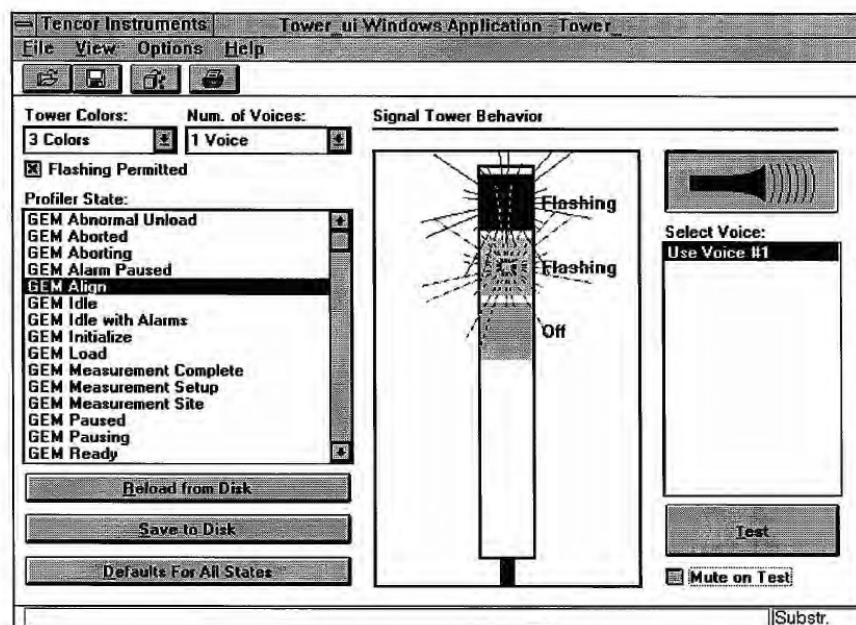 Tencor Instruments Tower_ui Windows Application - Tower_
File View Options Help
Tower Colors: Num. of Voices: Signal Tower Behavior
3 Colors 1 Voice
Flashing Permitted
Profiler State:
GEM Abnormal Unload
GEM Aborted
GEM Aborting
GEM Alarm Paused
GEM Align
GEM Idle
GEM Idle with Alarms
GEM Initialize
GEM Load
GEM Measurement Complete
GEM Measurement Setup
GEM Measurement Site
GEM Paused
GEM Pausing
GEM Ready
Reload from Disk
Save to Disk
Defaults For All States
Flashing
Flashing
Off
Select Voice:
Use Voice #1
Test
Mute on Test
Substr.